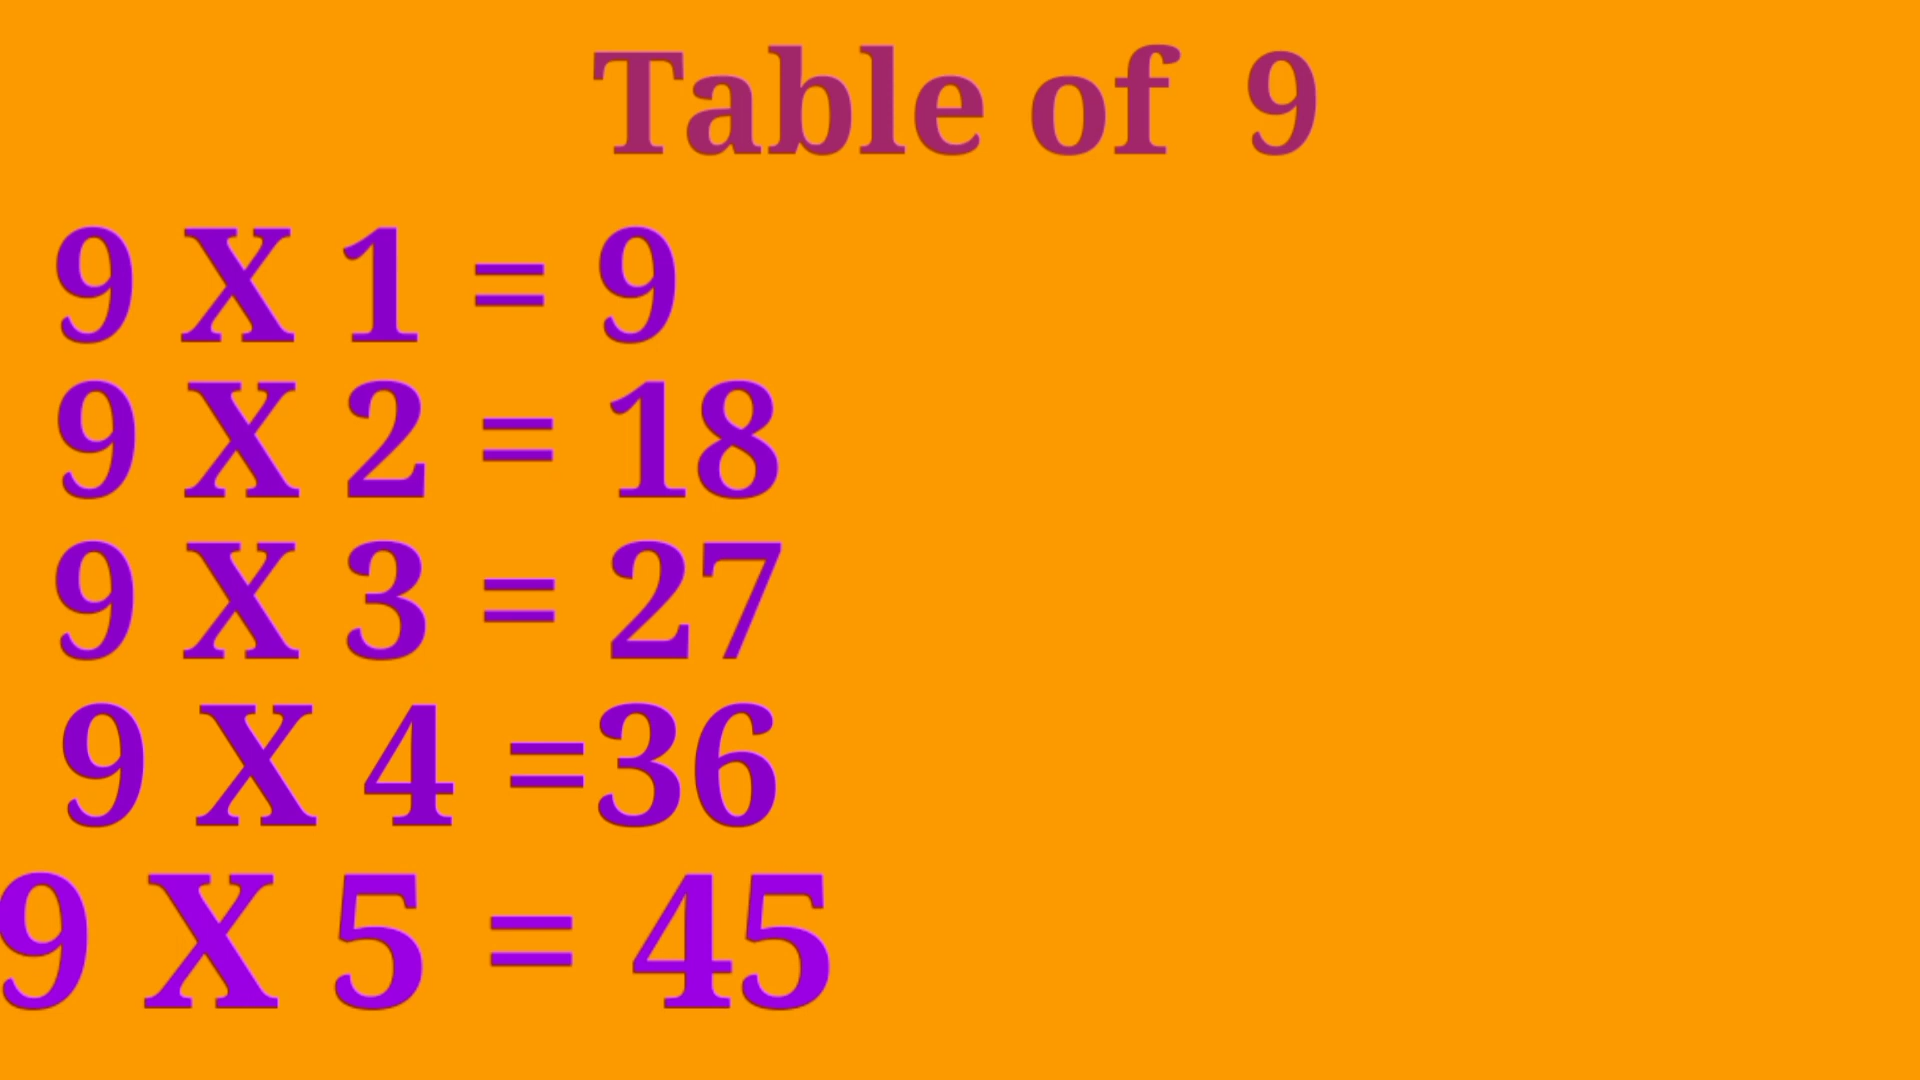 Table of 9
9 X 1 = 9
9 X 2 = 18
9 X 3 = 27
9 X 4 =36
9 X 5 = 45